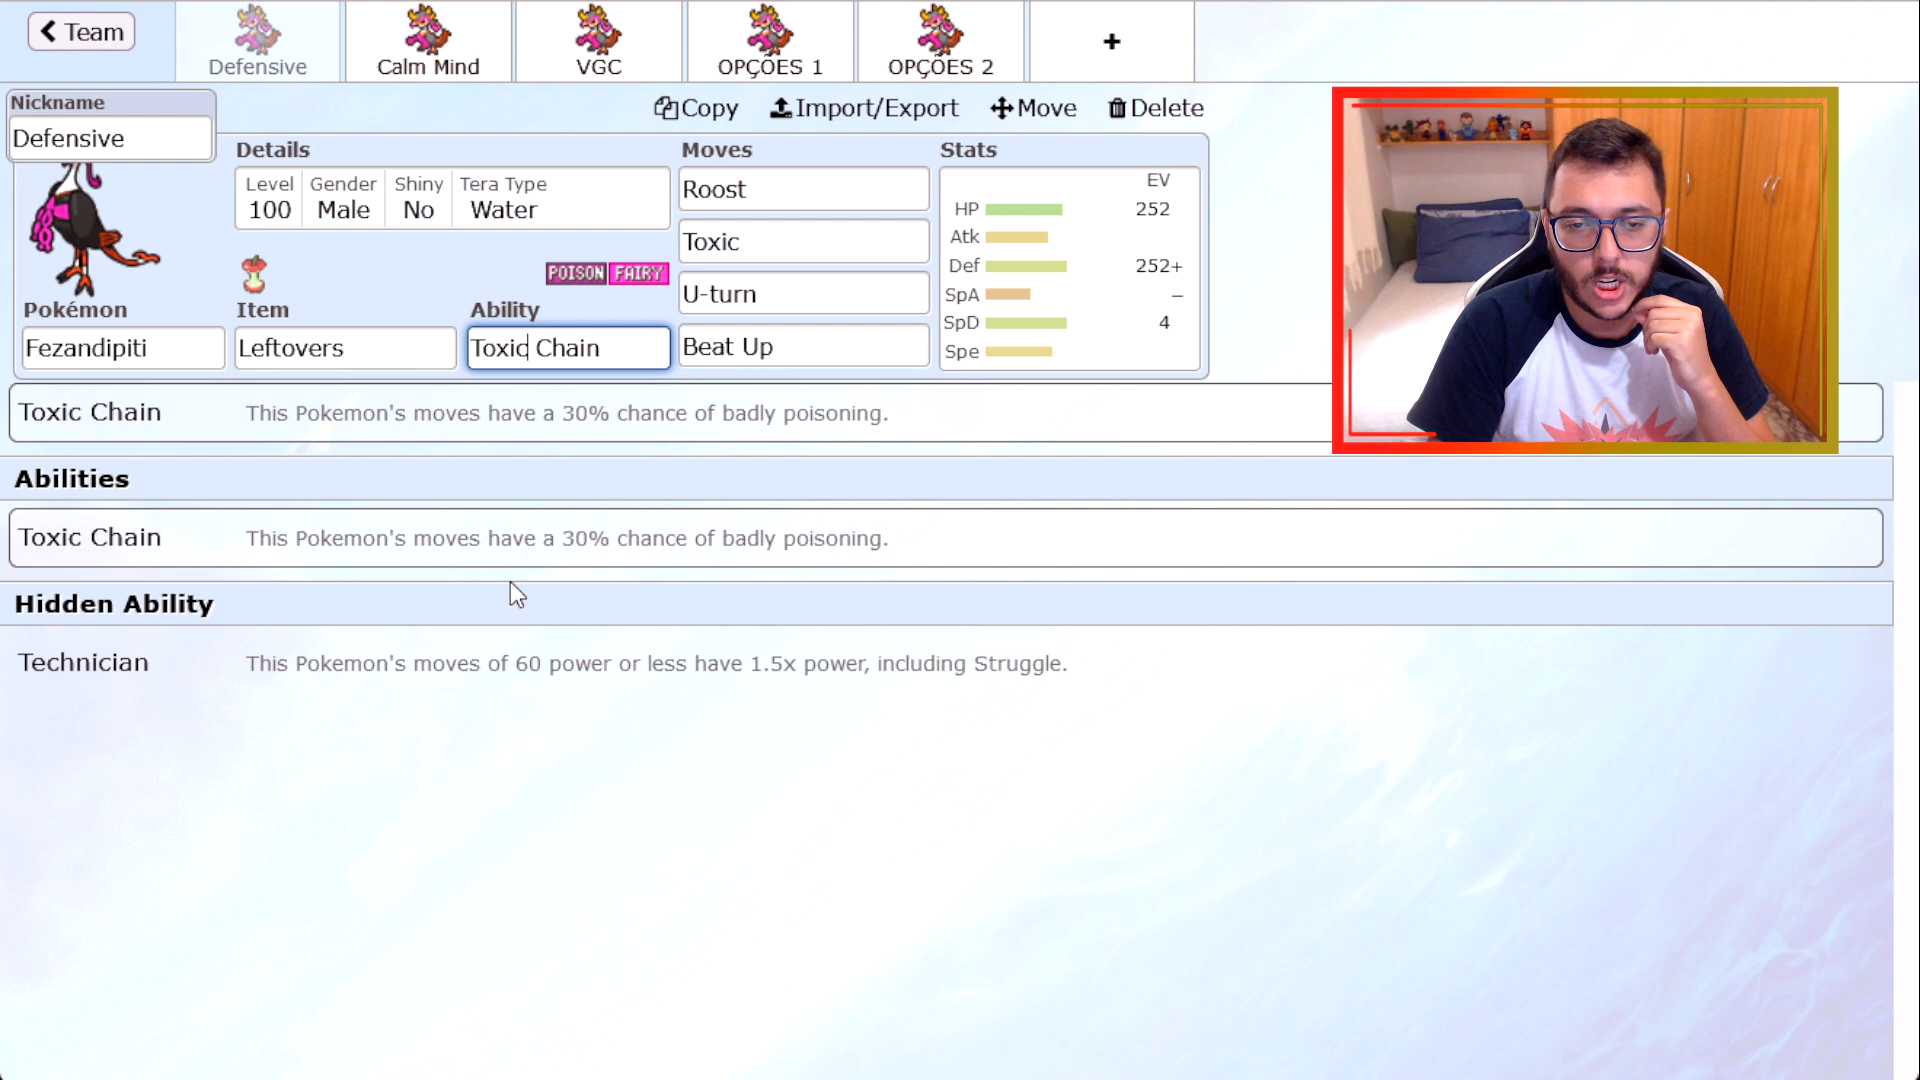 Team
Defensive
Calm Mind
VGC
OPÇÕES 1
OPÇÕES 2
+
Nickname
Defensive
Copy
Import/Export
Move
Delete
Details
Level
100
Gender
Male
Shiny
No
Tera Type
Water
POISON FAIRY
Pokémon
Fezandipiti
Item
Leftovers
Ability
Toxic Chain
Moves
Roost
Toxic
U-turn
Beat Up
Stats
EV
HP 252
Atk
Def 252+
SpA –
SpD 4
Spe
Toxic Chain This Pokemon's moves have a 30% chance of badly poisoning.
Abilities
Toxic Chain This Pokemon's moves have a 30% chance of badly poisoning.
Hidden Ability
Technician This Pokemon's moves of 60 power or less have 1.5x power, including Struggle.